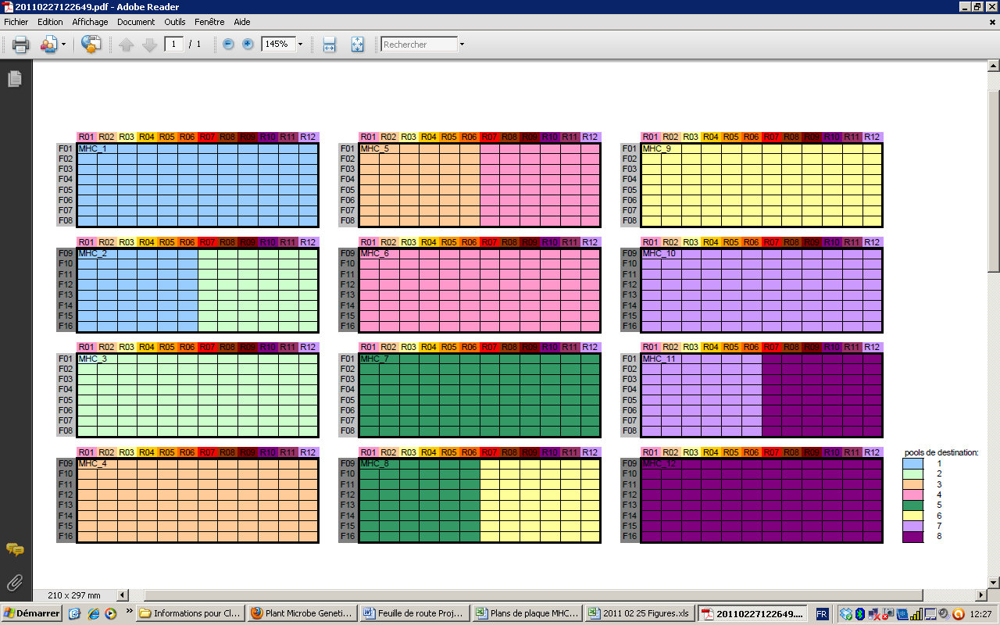 20110227122649.pdf - Adobe Reader
Fichier Edition Affichage Document Outils Fenêtre Aide
1 / 1 145% Rechercher
R01 R02 R03 R04 R05 R06 R07 R08 R09 R10 R11 R12
F01 MHC_1
F02
F03
F04
F05
F06
F07
F08
R01 R02 R03 R04 R05 R06 R07 R08 R09 R10 R11 R12
F09 MHC_2
F10
F11
F12
F13
F14
F15
F16
R01 R02 R03 R04 R05 R06 R07 R08 R09 R10 R11 R12
F01 MHC_3
F02
F03
F04
F05
F06
F07
F08
R01 R02 R03 R04 R05 R06 R07 R08 R09 R10 R11 R12
F09 MHC_4
F10
F11
F12
F13
F14
F15
F16
R01 R02 R03 R04 R05 R06 R07 R08 R09 R10 R11 R12
F01 MHC_5
F02
F03
F04
F05
F06
F07
F08
R01 R02 R03 R04 R05 R06 R07 R08 R09 R10 R11 R12
F09 MHC_6
F10
F11
F12
F13
F14
F15
F16
R01 R02 R03 R04 R05 R06 R07 R08 R09 R10 R11 R12
F01 MHC_7
F02
F03
F04
F05
F06
F07
F08
R01 R02 R03 R04 R05 R06 R07 R08 R09 R10 R11 R12
F09 MHC_8
F10
F11
F12
F13
F14
F15
F16
R01 R02 R03 R04 R05 R06 R07 R08 R09 R10 R11 R12
F01 MHC_9
F02
F03
F04
F05
F06
F07
F08
R01 R02 R03 R04 R05 R06 R07 R08 R09 R10 R11 R12
F09 MHC_10
F10
F11
F12
F13
F14
F15
F16
R01 R02 R03 R04 R05 R06 R07 R08 R09 R10 R11 R12
F01 MHC_11
F02
F03
F04
F05
F06
F07
F08
R01 R02 R03 R04 R05 R06 R07 R08 R09 R10 R11 R12
F09 MHC_12
F10
F11
F12
F13
F14
F15
F16
pools de destination:
1
2
3
4
5
6
7
8
210 x 297 mm
Démarrer » Informations pour Cl... Plant Microbe Geneti... Feuille de route Proj... Plans de plaque MHC... 2011 02 25 Figures.xls 20110227122649.... FR 12:27